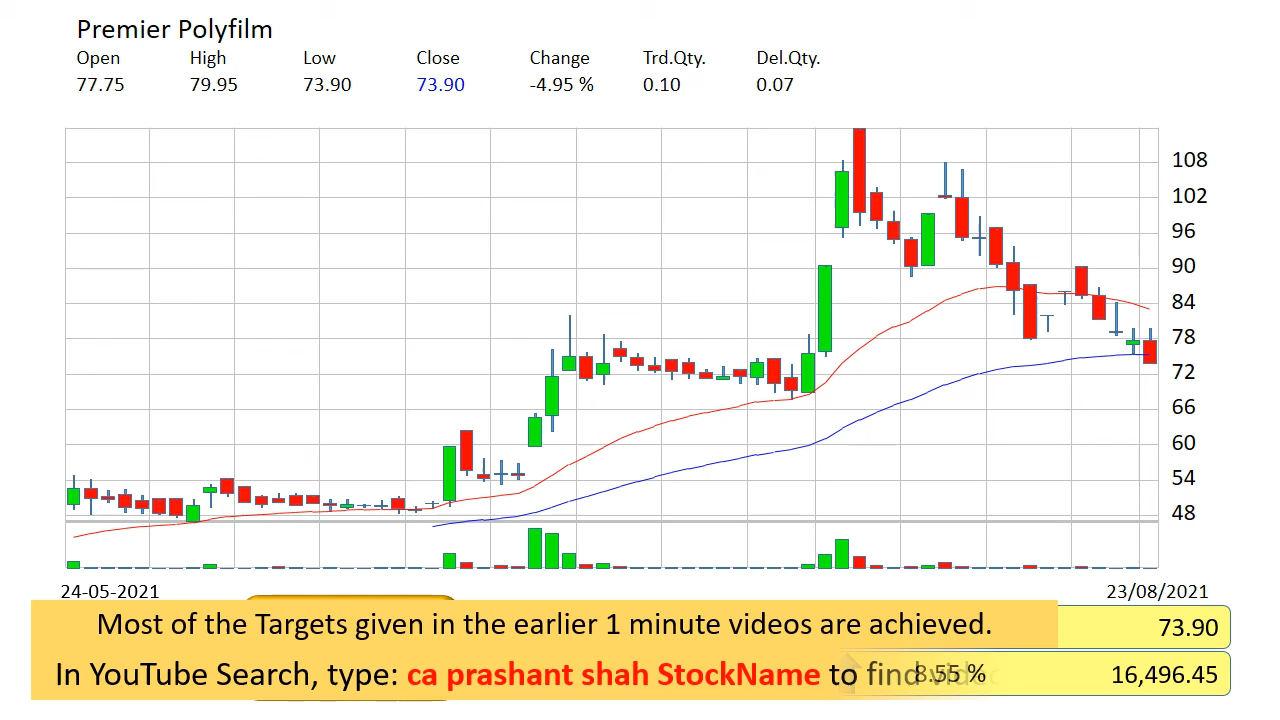 Premier Polyfilm
Open High Low Close Change Trd.Qty. Del.Qty.
77.75 79.95 73.90 73.90 -4.95 % 0.10 0.07
108
102
96
90
84
78
72
66
60
54
48
24-05-2021 23/08/2021
Most of the Targets given in the earlier 1 minute videos are achieved.
73.90
In YouTube Search, type: ca prashant shah StockName to find
8.55 % 16,496.45